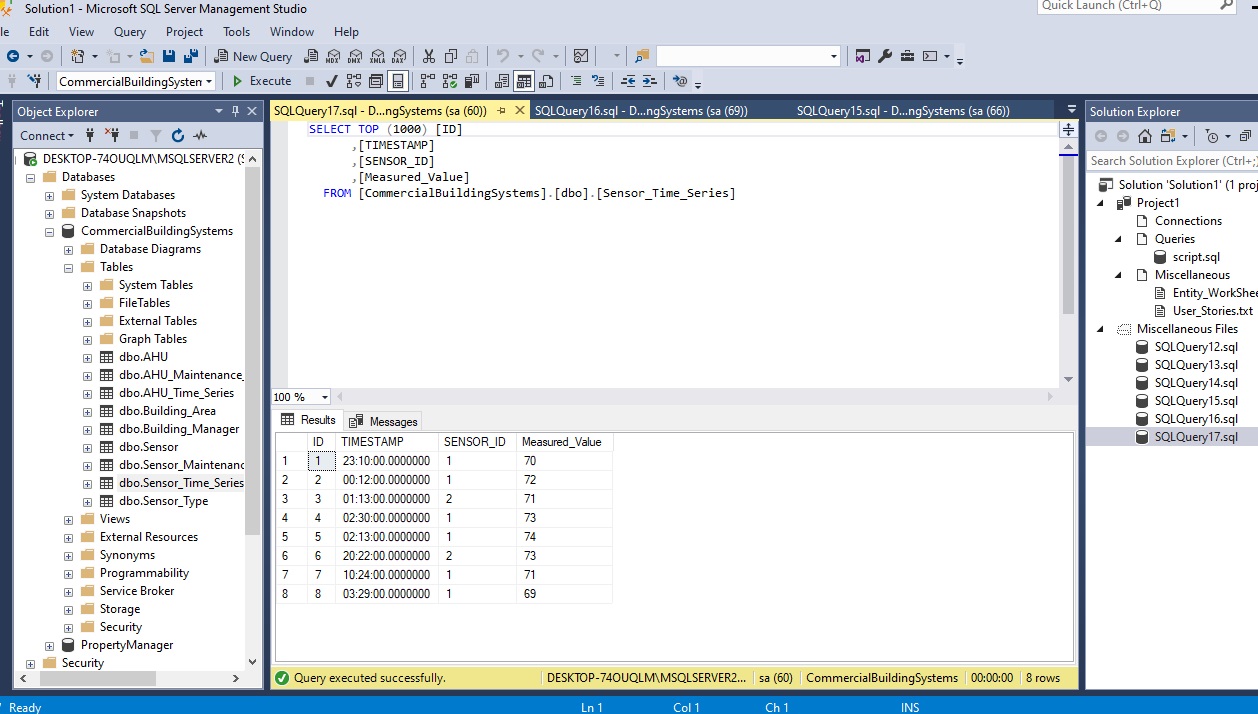 Solution1 - Microsoft SQL Server Management Studio
Quick Launch (Ctrl+Q)
Edit View Query Project Tools Window Help
New Query MDX DMX XMLA DAX
CommercialBuildingSystem Execute
Object Explorer
Connect
DESKTOP-74OUQLM\MSQLSERVER2 (S
Databases
System Databases
Database Snapshots
CommercialBuildingSystems
Database Diagrams
Tables
System Tables
FileTables
External Tables
Graph Tables
dbo.AHU
dbo.AHU_Maintenance_
dbo.AHU_Time_Series
dbo.Building_Area
dbo.Building_Manager
dbo.Sensor
dbo.Sensor_Maintenanc
dbo.Sensor_Time_Series
dbo.Sensor_Type
Views
External Resources
Synonyms
Programmability
Service Broker
Storage
Security
PropertyManager
Security
SQLQuery17.sql - D...ngSystems (sa (60)) SQLQuery16.sql - D...ngSystems (sa (69)) SQLQuery15.sql - D...ngSystems (sa (66))
SELECT TOP (1000) [ID]
,[TIMESTAMP]
,[SENSOR_ID]
,[Measured_Value]
FROM [CommercialBuildingSystems].[dbo].[Sensor_Time_Series]
100 %
Results Messages
ID TIMESTAMP SENSOR_ID Measured_Value
1 1 23:10:00.0000000 1 70
2 2 00:12:00.0000000 1 72
3 3 01:13:00.0000000 2 71
4 4 02:30:00.0000000 1 73
5 5 02:13:00.0000000 1 74
6 6 20:22:00.0000000 2 73
7 7 10:24:00.0000000 1 71
8 8 03:29:00.0000000 1 69
Query executed successfully. DESKTOP-74OUQLM\MSQLSERVER2... sa (60) CommercialBuildingSystems 00:00:00 8 rows
Solution Explorer
Search Solution Explorer (Ctrl+;)
Solution 'Solution1' (1 proj
Project1
Connections
Queries
script.sql
Miscellaneous
Entity_WorkShee
User_Stories.txt
Miscellaneous Files
SQLQuery12.sql
SQLQuery13.sql
SQLQuery14.sql
SQLQuery15.sql
SQLQuery16.sql
SQLQuery17.sql
Ready Ln 1 Col 1 Ch 1 INS